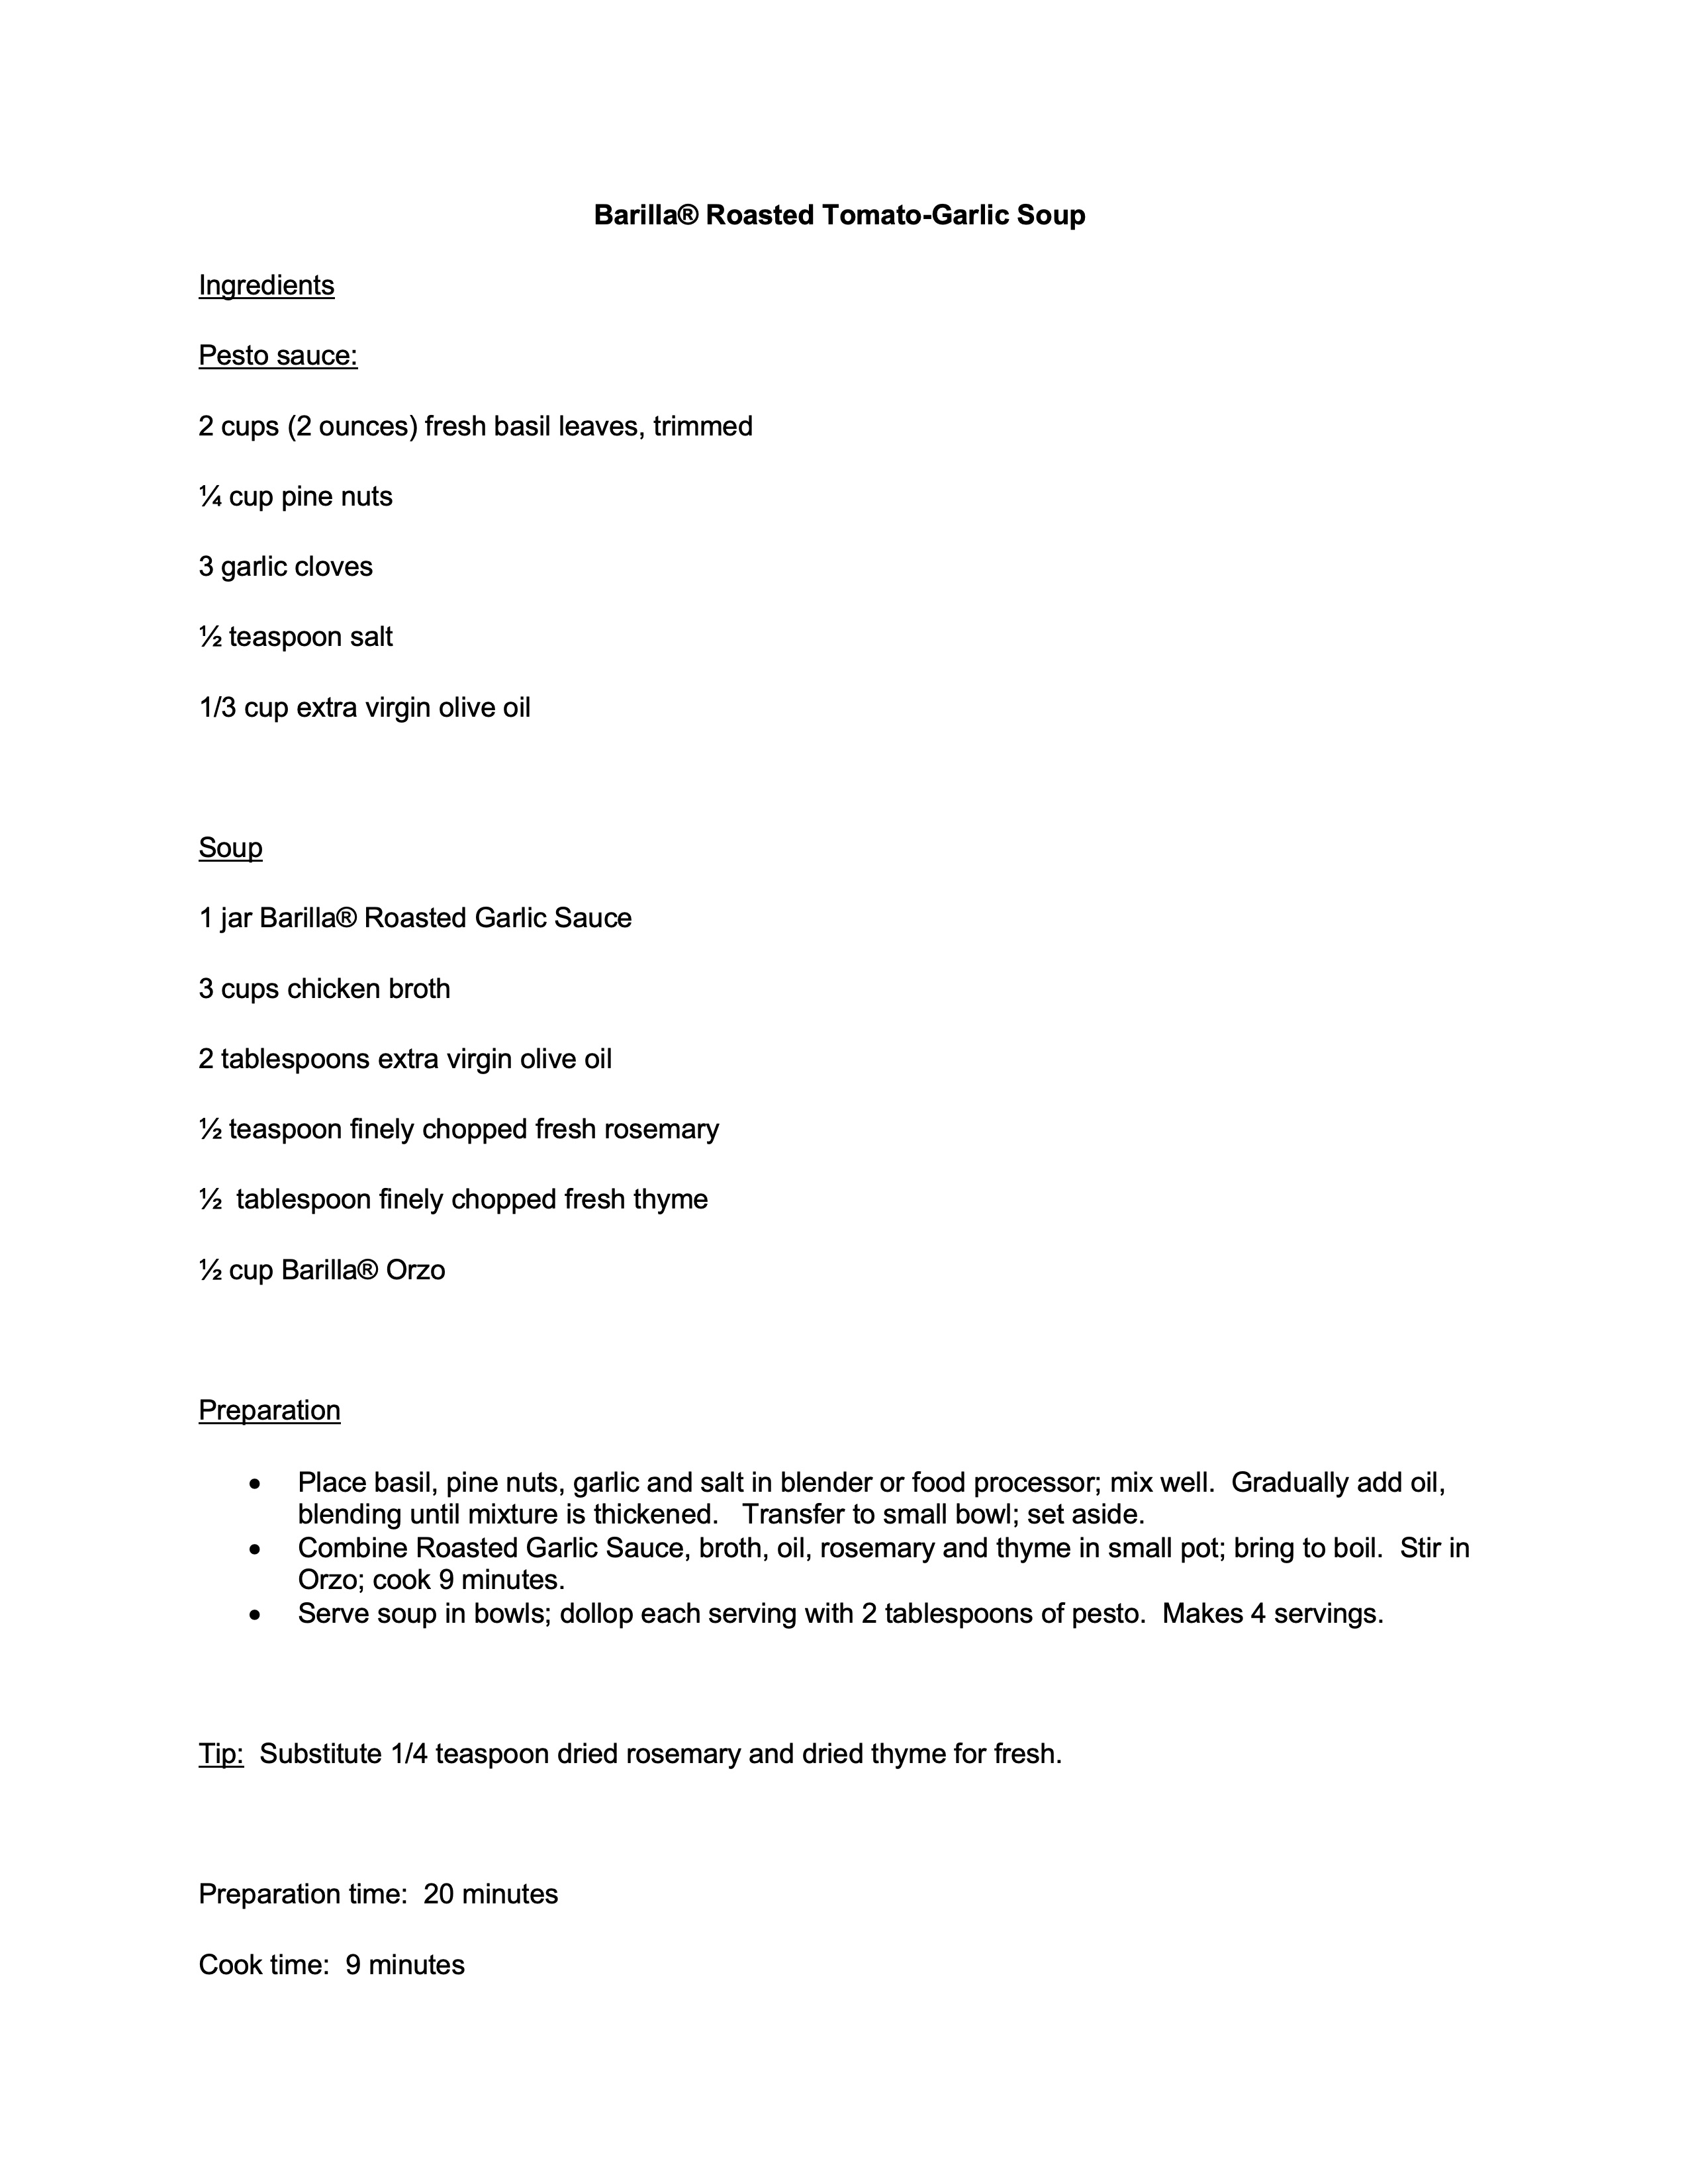 Barilla® Roasted Tomato-Garlic Soup
Ingredients
Pesto sauce:
2 cups (2 ounces) fresh basil leaves, trimmed
¼ cup pine nuts
3 garlic cloves
½ teaspoon salt
1/3 cup extra virgin olive oil
Soup
1 jar Barilla® Roasted Garlic Sauce
3 cups chicken broth
2 tablespoons extra virgin olive oil
½ teaspoon finely chopped fresh rosemary
½  tablespoon finely chopped fresh thyme
½ cup Barilla® Orzo
Preparation
• Place basil, pine nuts, garlic and salt in blender or food processor; mix well.  Gradually add oil,
blending until mixture is thickened.   Transfer to small bowl; set aside.
• Combine Roasted Garlic Sauce, broth, oil, rosemary and thyme in small pot; bring to boil.  Stir in
Orzo; cook 9 minutes.
• Serve soup in bowls; dollop each serving with 2 tablespoons of pesto.  Makes 4 servings.
Tip:  Substitute 1/4 teaspoon dried rosemary and dried thyme for fresh.
Preparation time:  20 minutes
Cook time:  9 minutes